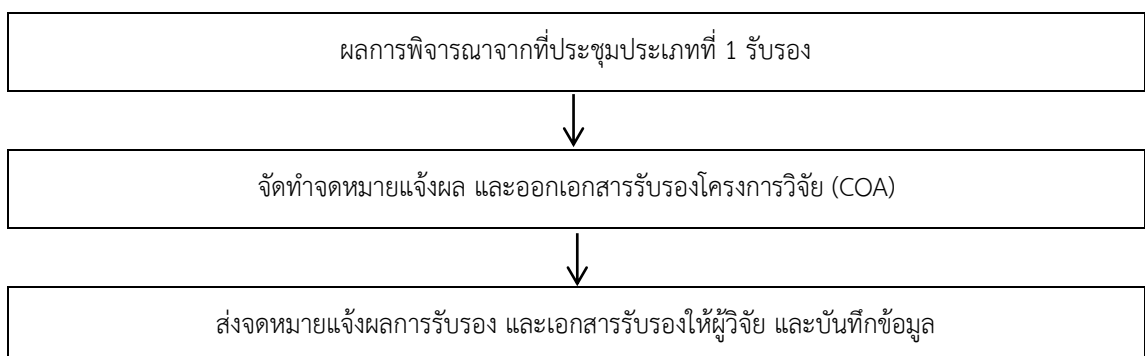 ผลการพิจารณาจากที่ประชุมประเภทที่ 1 รับรอง
จัดทำจดหมายแจ้งผล และออกเอกสารรับรองโครงการวิจัย (COA)
ส่งจดหมายแจ้งผลการรับรอง และเอกสารรับรองให้ผู้วิจัย และบันทึกข้อมูล